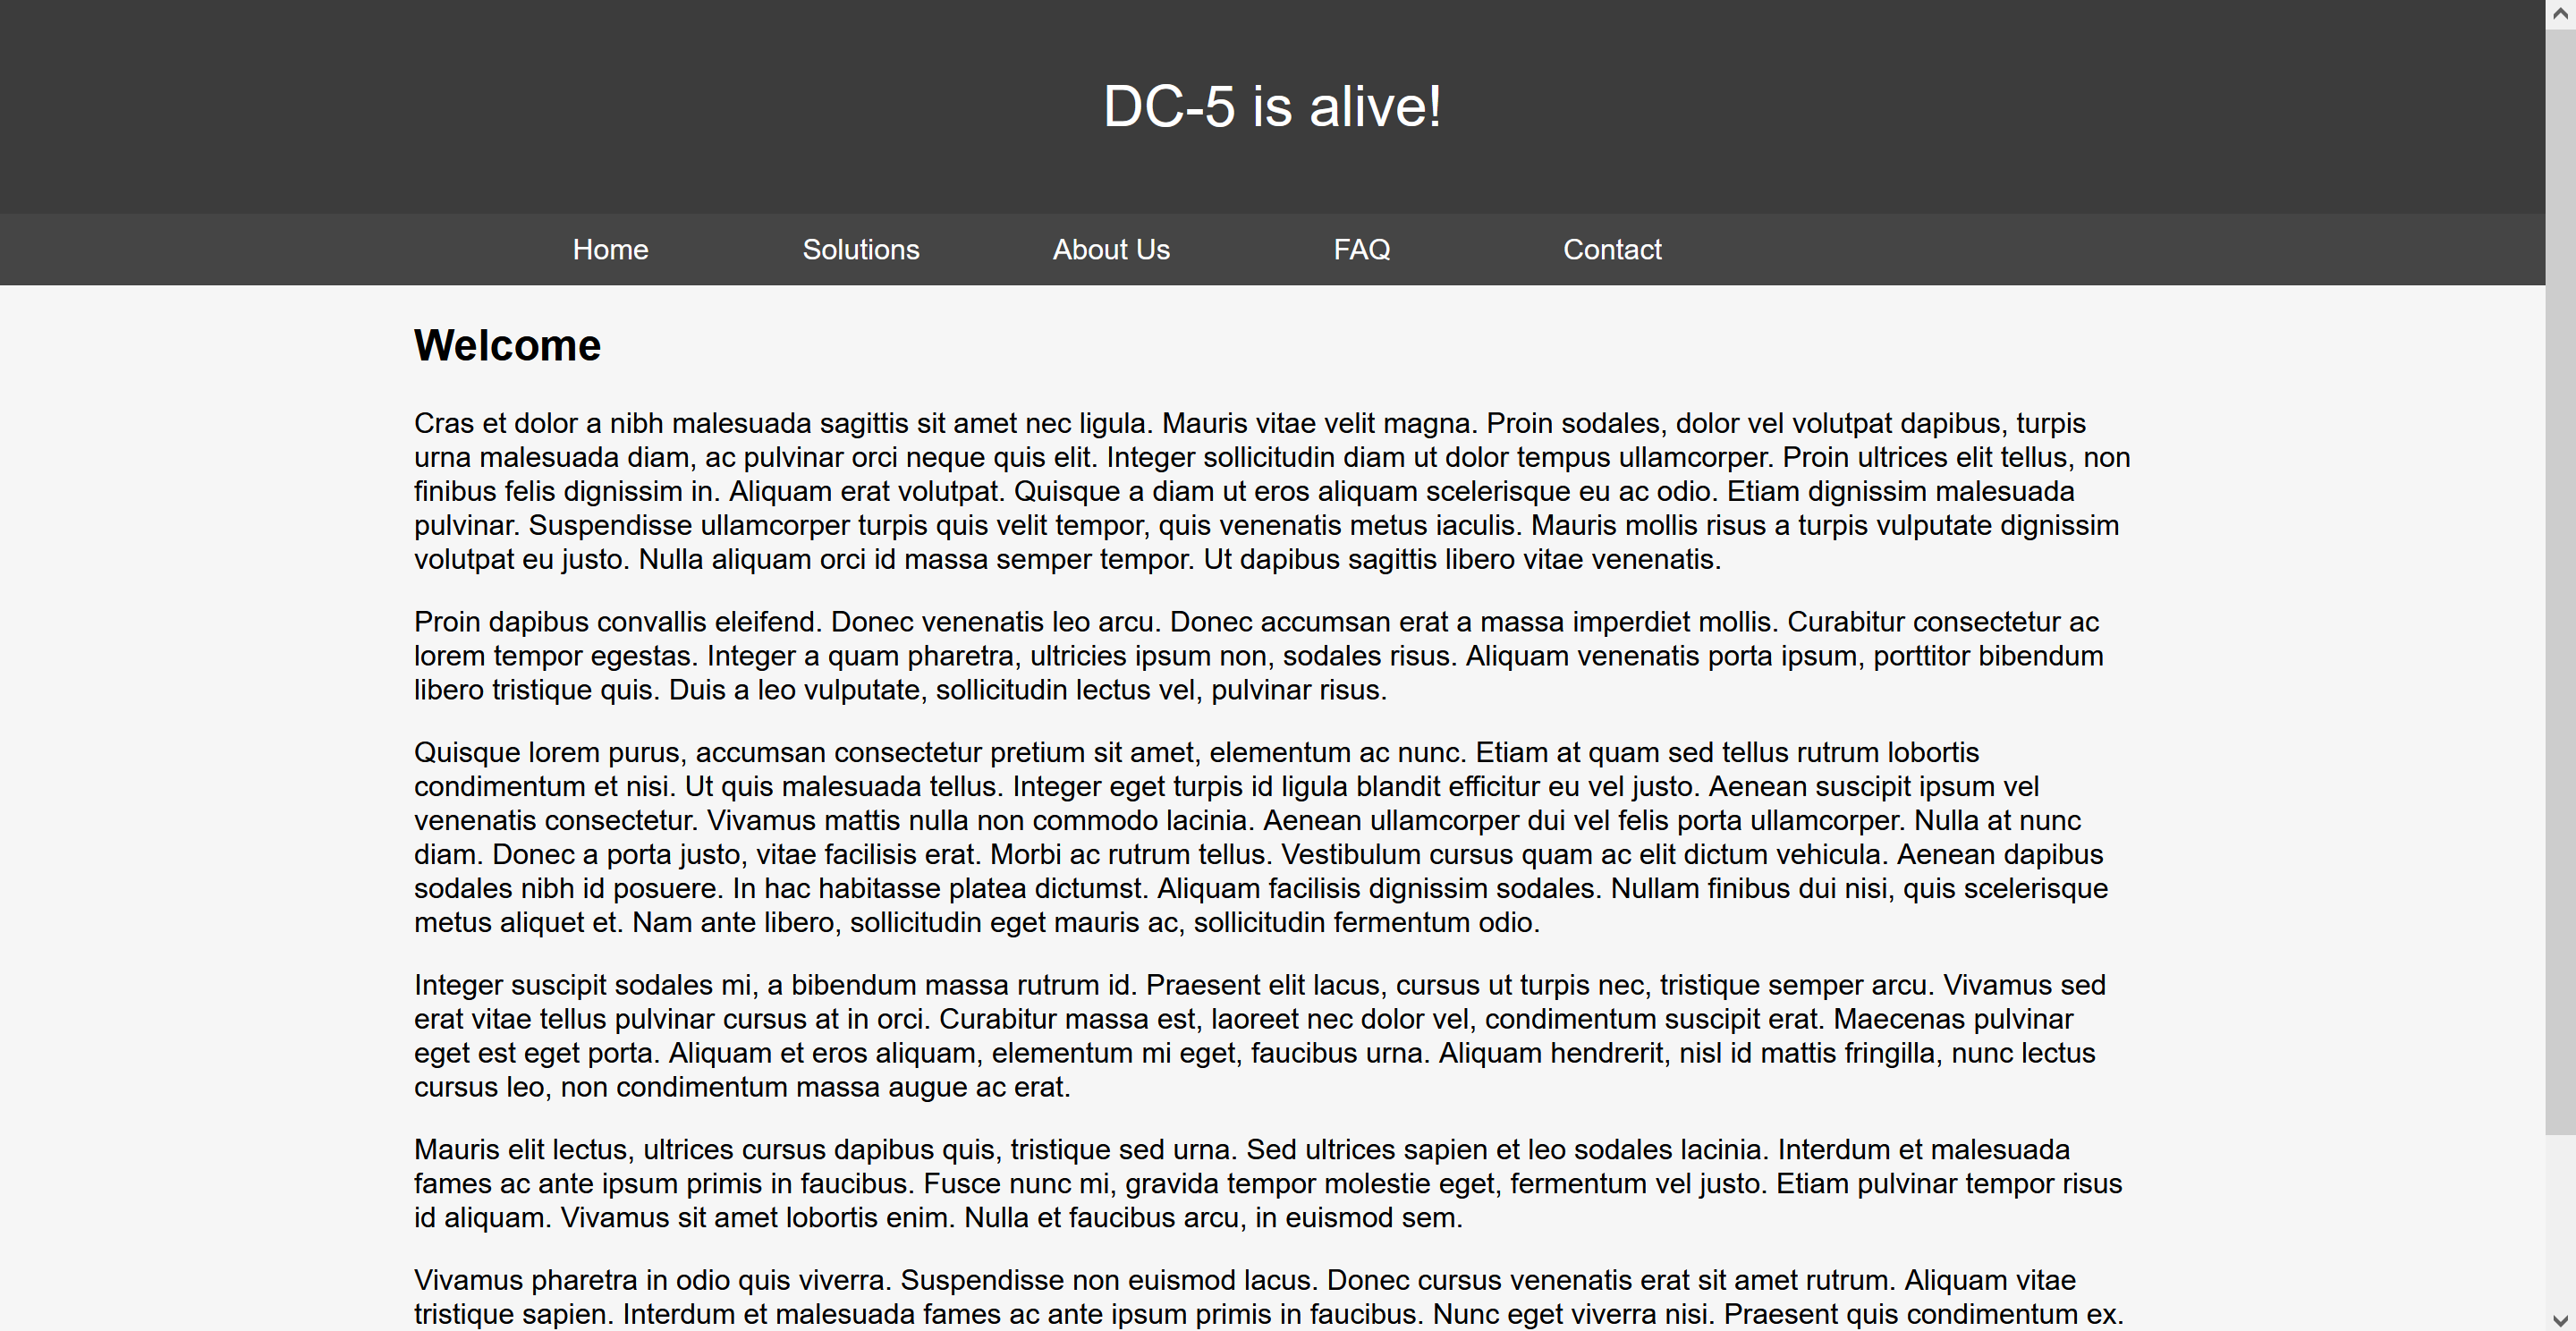 DC-5 is alive!
Home Solutions About Us FAQ Contact
Welcome
Cras et dolor a nibh malesuada sagittis sit amet nec ligula. Mauris vitae velit magna. Proin sodales, dolor vel volutpat dapibus, turpis
urna malesuada diam, ac pulvinar orci neque quis elit. Integer sollicitudin diam ut dolor tempus ullamcorper. Proin ultrices elit tellus, non
finibus felis dignissim in. Aliquam erat volutpat. Quisque a diam ut eros aliquam scelerisque eu ac odio. Etiam dignissim malesuada
pulvinar. Suspendisse ullamcorper turpis quis velit tempor, quis venenatis metus iaculis. Mauris mollis risus a turpis vulputate dignissim
volutpat eu justo. Nulla aliquam orci id massa semper tempor. Ut dapibus sagittis libero vitae venenatis.
Proin dapibus convallis eleifend. Donec venenatis leo arcu. Donec accumsan erat a massa imperdiet mollis. Curabitur consectetur ac
lorem tempor egestas. Integer a quam pharetra, ultricies ipsum non, sodales risus. Aliquam venenatis porta ipsum, porttitor bibendum
libero tristique quis. Duis a leo vulputate, sollicitudin lectus vel, pulvinar risus.
Quisque lorem purus, accumsan consectetur pretium sit amet, elementum ac nunc. Etiam at quam sed tellus rutrum lobortis
condimentum et nisi. Ut quis malesuada tellus. Integer eget turpis id ligula blandit efficitur eu vel justo. Aenean suscipit ipsum vel
venenatis consectetur. Vivamus mattis nulla non commodo lacinia. Aenean ullamcorper dui vel felis porta ullamcorper. Nulla at nunc
diam. Donec a porta justo, vitae facilisis erat. Morbi ac rutrum tellus. Vestibulum cursus quam ac elit dictum vehicula. Aenean dapibus
sodales nibh id posuere. In hac habitasse platea dictumst. Aliquam facilisis dignissim sodales. Nullam finibus dui nisi, quis scelerisque
metus aliquet et. Nam ante libero, sollicitudin eget mauris ac, sollicitudin fermentum odio.
Integer suscipit sodales mi, a bibendum massa rutrum id. Praesent elit lacus, cursus ut turpis nec, tristique semper arcu. Vivamus sed
erat vitae tellus pulvinar cursus at in orci. Curabitur massa est, laoreet nec dolor vel, condimentum suscipit erat. Maecenas pulvinar
eget est eget porta. Aliquam et eros aliquam, elementum mi eget, faucibus urna. Aliquam hendrerit, nisl id mattis fringilla, nunc lectus
cursus leo, non condimentum massa augue ac erat.
Mauris elit lectus, ultrices cursus dapibus quis, tristique sed urna. Sed ultrices sapien et leo sodales lacinia. Interdum et malesuada
fames ac ante ipsum primis in faucibus. Fusce nunc mi, gravida tempor molestie eget, fermentum vel justo. Etiam pulvinar tempor risus
id aliquam. Vivamus sit amet lobortis enim. Nulla et faucibus arcu, in euismod sem.
Vivamus pharetra in odio quis viverra. Suspendisse non euismod lacus. Donec cursus venenatis erat sit amet rutrum. Aliquam vitae
tristique sapien. Interdum et malesuada fames ac ante ipsum primis in faucibus. Nunc eget viverra nisi. Praesent quis condimentum ex.